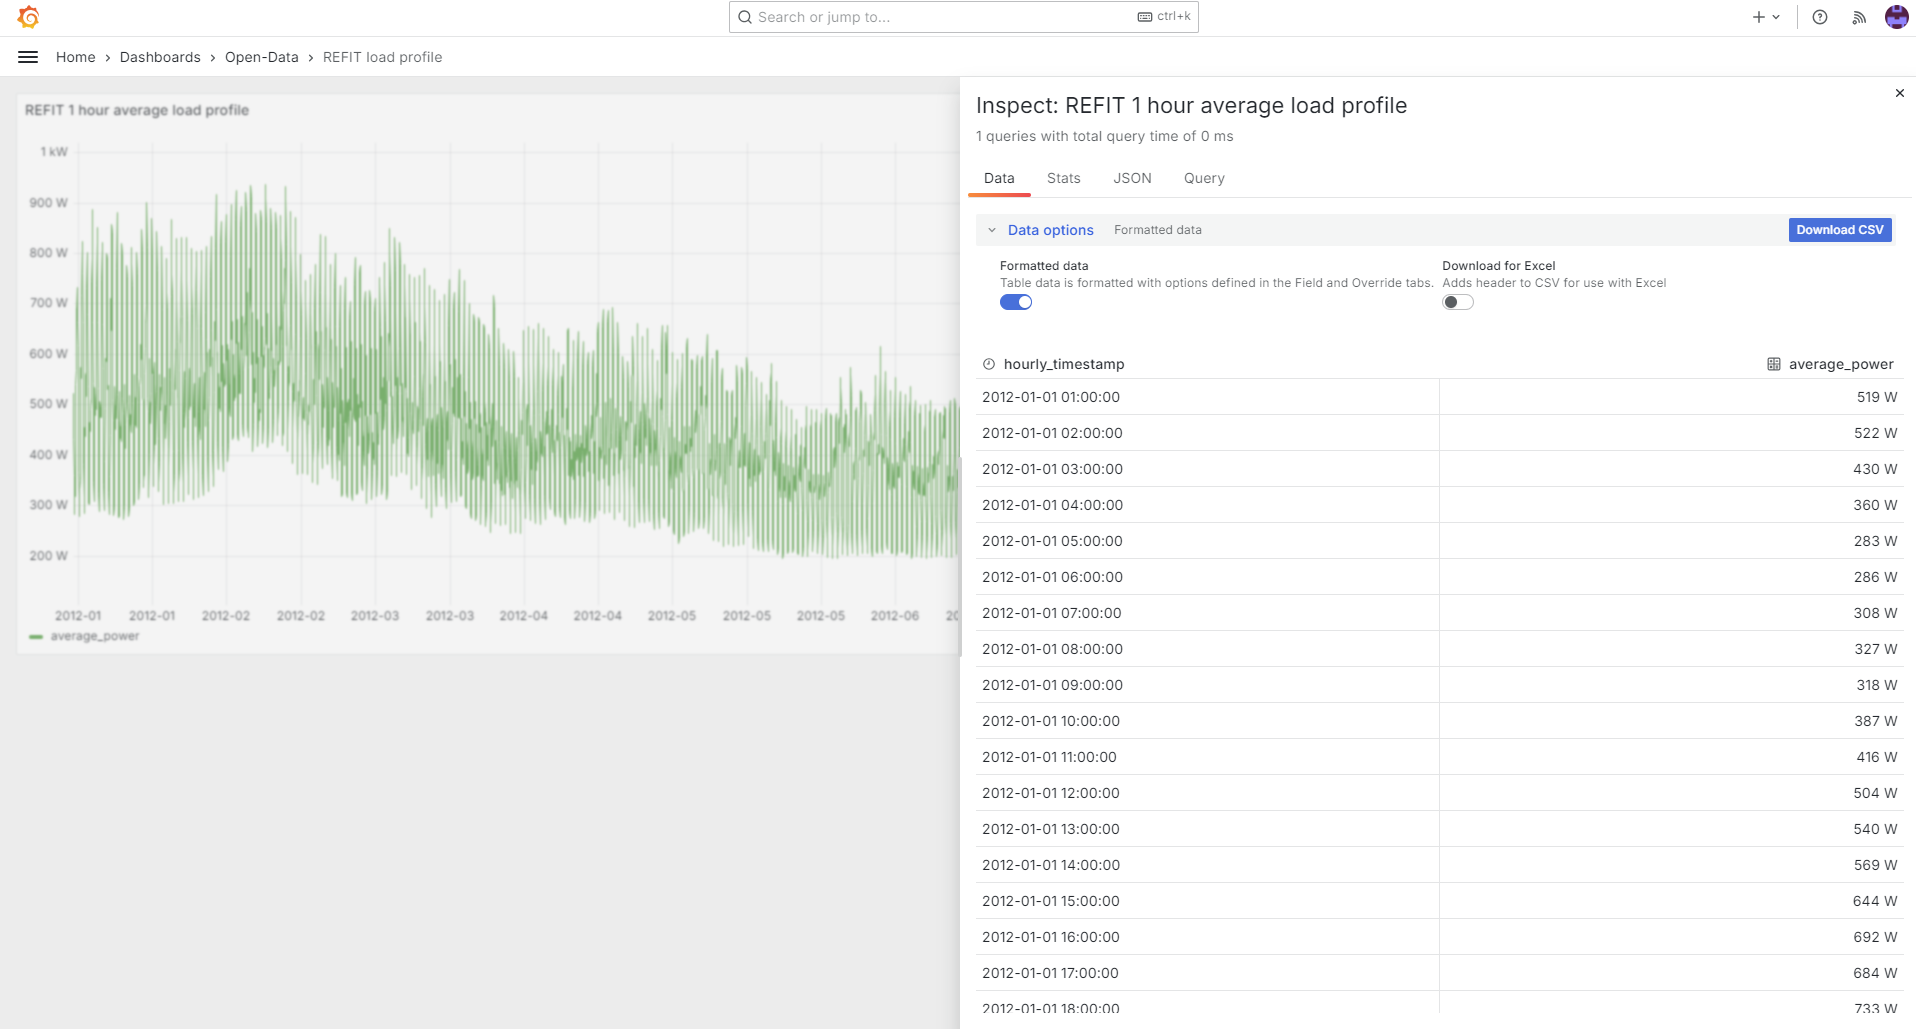 Search or jump to...
ctrl+k
Home › Dashboards › Open-Data › REFIT load profile
REFIT 1 hour average load profile
1 kW
900 W
800 W
700 W
600 W
500 W
400 W
300 W
200 W
2012-01 2012-01 2012-02 2012-02 2012-03 2012-03 2012-04 2012-04 2012-05 2012-05 2012-05 2012-06 20
average_power
Inspect: REFIT 1 hour average load profile
1 queries with total query time of 0 ms
Data Stats JSON Query
Data options Formatted data Download CSV
Formatted data
Table data is formatted with options defined in the Field and Override tabs.
Download for Excel
Adds header to CSV for use with Excel
hourly_timestamp average_power
2012-01-01 01:00:00 519 W
2012-01-01 02:00:00 522 W
2012-01-01 03:00:00 430 W
2012-01-01 04:00:00 360 W
2012-01-01 05:00:00 283 W
2012-01-01 06:00:00 286 W
2012-01-01 07:00:00 308 W
2012-01-01 08:00:00 327 W
2012-01-01 09:00:00 318 W
2012-01-01 10:00:00 387 W
2012-01-01 11:00:00 416 W
2012-01-01 12:00:00 504 W
2012-01-01 13:00:00 540 W
2012-01-01 14:00:00 569 W
2012-01-01 15:00:00 644 W
2012-01-01 16:00:00 692 W
2012-01-01 17:00:00 684 W
2012-01-01 18:00:00 733 W